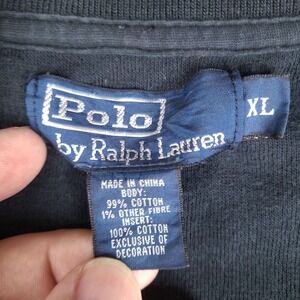 Polo
by Ralph Lauren
XL
MADE IN CHINA
BODY:
99% COTTON
1% OTHER FIBRE
INSERT:
100% COTTON
EXCLUSIVE OF
DECORATION